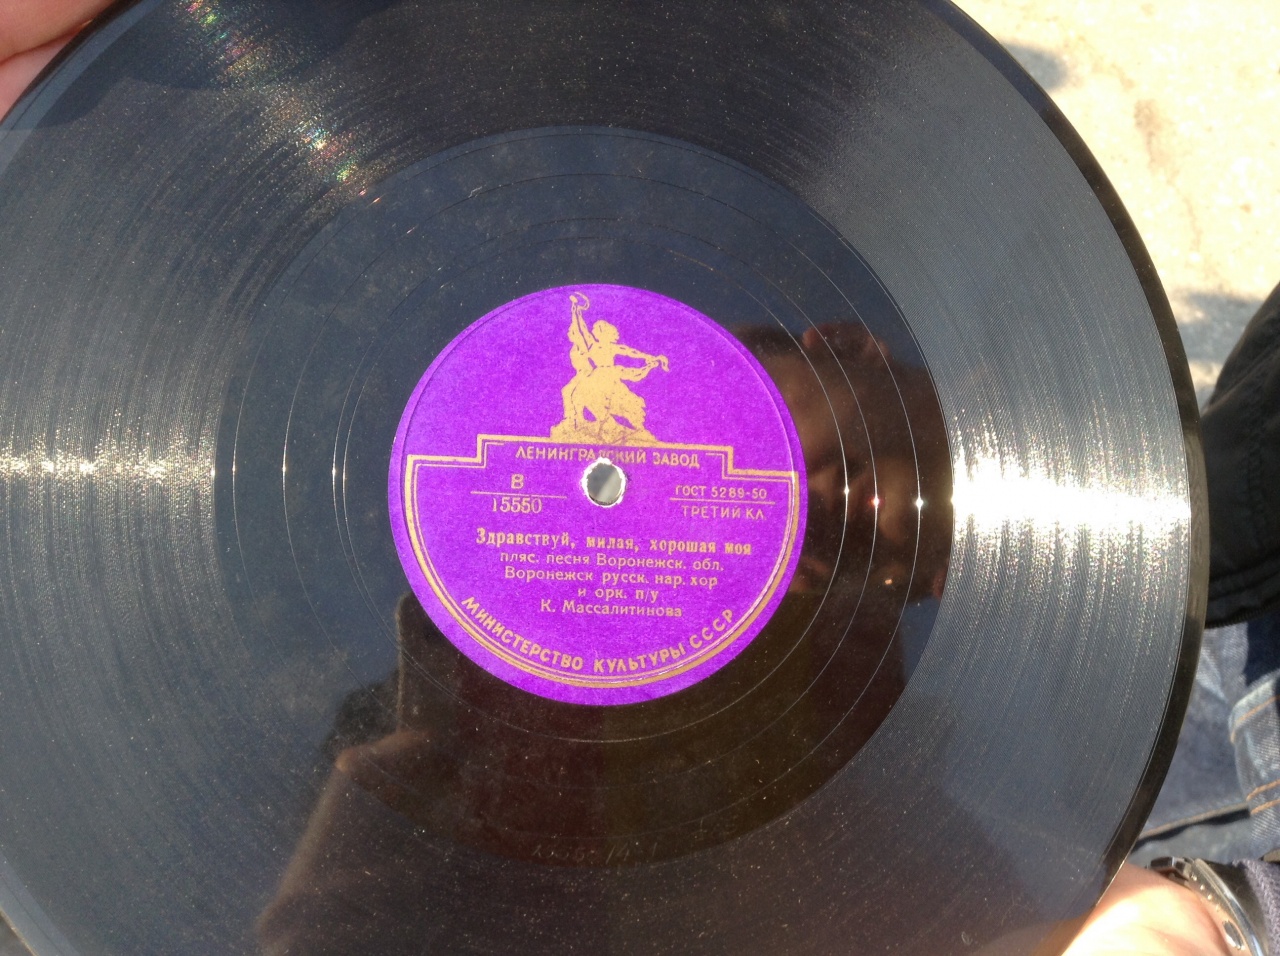 ЛЕНИНГРАДСКИЙ ЗАВОД
В
15550
ГОСТ 5289-50
ТРЕТИЙ КЛ.
Здравствуй, милая, хорошая моя
пляс. песня Воронежск. обл.
Воронежск русск. нар. хор
и орк. п/у
К. Массалитинова
МИНИСТЕРСТВО КУЛЬТУРЫ СССР